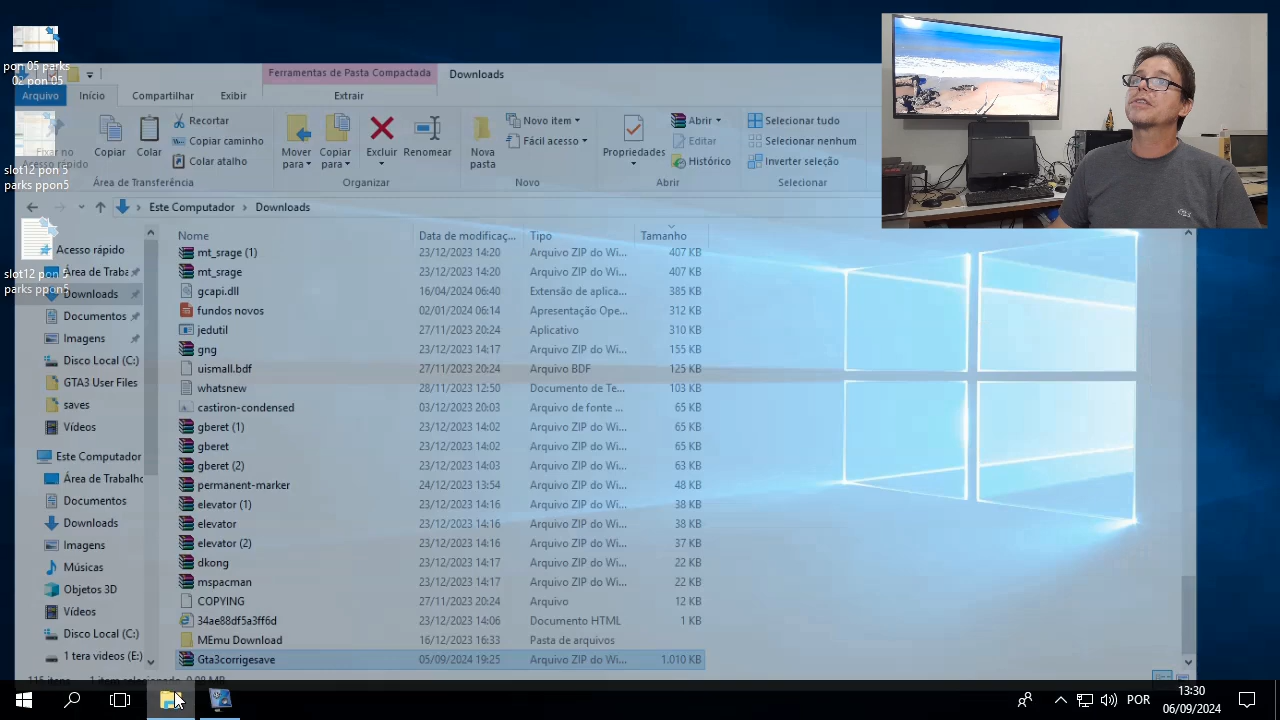 pon 05 parks
02 pon 05
slot12 pon 5
parks ppon5
slot12 pon 5
parks ppon5
Ferramentas de Pasta Compactada
Downloads
Arquivo
Início
Compartilhar
Exibir
Extrair
Fixar no
Acesso rápido
Copiar
Colar
Recortar
Copiar caminho
Colar atalho
Área de Transferência
Mover
para
Copiar
para
Excluir
Renomear
Organizar
Nova
pasta
Novo item
Fácil acesso
Novo
Propriedades
Abrir
Editar
Histórico
Abrir
Selecionar tudo
Selecionar nenhum
Inverter seleção
Selecionar
Este Computador
Downloads
Acesso rápido
Downloads
Documentos
Imagens
Disco Local (C:)
GTA3 User Files
saves
Vídeos
Este Computador
Área de Trabalho
Documentos
Downloads
Imagens
Músicas
Objetos 3D
Vídeos
Disco Local (C:)
1 tera videos (E:)
Nome Data de modificaç... Tipo Tamanho
mt_srage (1) 23/12/2023 14:20 Arquivo ZIP do Wi... 407 KB
mt_srage 23/12/2023 14:20 Arquivo ZIP do Wi... 407 KB
gcapi.dll 16/04/2024 06:40 Extensão de aplica... 385 KB
fundos novos 02/01/2024 06:14 Apresentação Ope... 312 KB
jedutil 27/11/2023 20:24 Aplicativo 310 KB
gng 23/12/2023 14:17 Arquivo ZIP do Wi... 155 KB
uismall.bdf 27/11/2023 20:24 Arquivo BDF 125 KB
whatsnew 28/11/2023 12:50 Documento de Te... 103 KB
castiron-condensed 03/12/2023 20:03 Arquivo de fonte ... 65 KB
gberet (1) 23/12/2023 14:02 Arquivo ZIP do Wi... 65 KB
gberet 23/12/2023 14:02 Arquivo ZIP do Wi... 65 KB
gberet (2) 23/12/2023 14:03 Arquivo ZIP do Wi... 63 KB
permanent-marker 24/12/2023 13:54 Arquivo ZIP do Wi... 48 KB
elevator (1) 23/12/2023 14:16 Arquivo ZIP do Wi... 38 KB
elevator 23/12/2023 14:16 Arquivo ZIP do Wi... 38 KB
elevator (2) 23/12/2023 14:16 Arquivo ZIP do Wi... 37 KB
dkong 23/12/2023 14:17 Arquivo ZIP do Wi... 22 KB
mspacman 23/12/2023 14:17 Arquivo ZIP do Wi... 22 KB
COPYING 27/11/2023 20:24 Arquivo 12 KB
34ae88df5a3ff6d 23/12/2023 14:06 Documento HTML 1 KB
MEmu Download 16/12/2023 16:33 Pasta de arquivos
Gta3corrigesave 05/09/2024 19:25 Arquivo ZIP do Wi... 1.010 KB
POR
13:30
06/09/2024